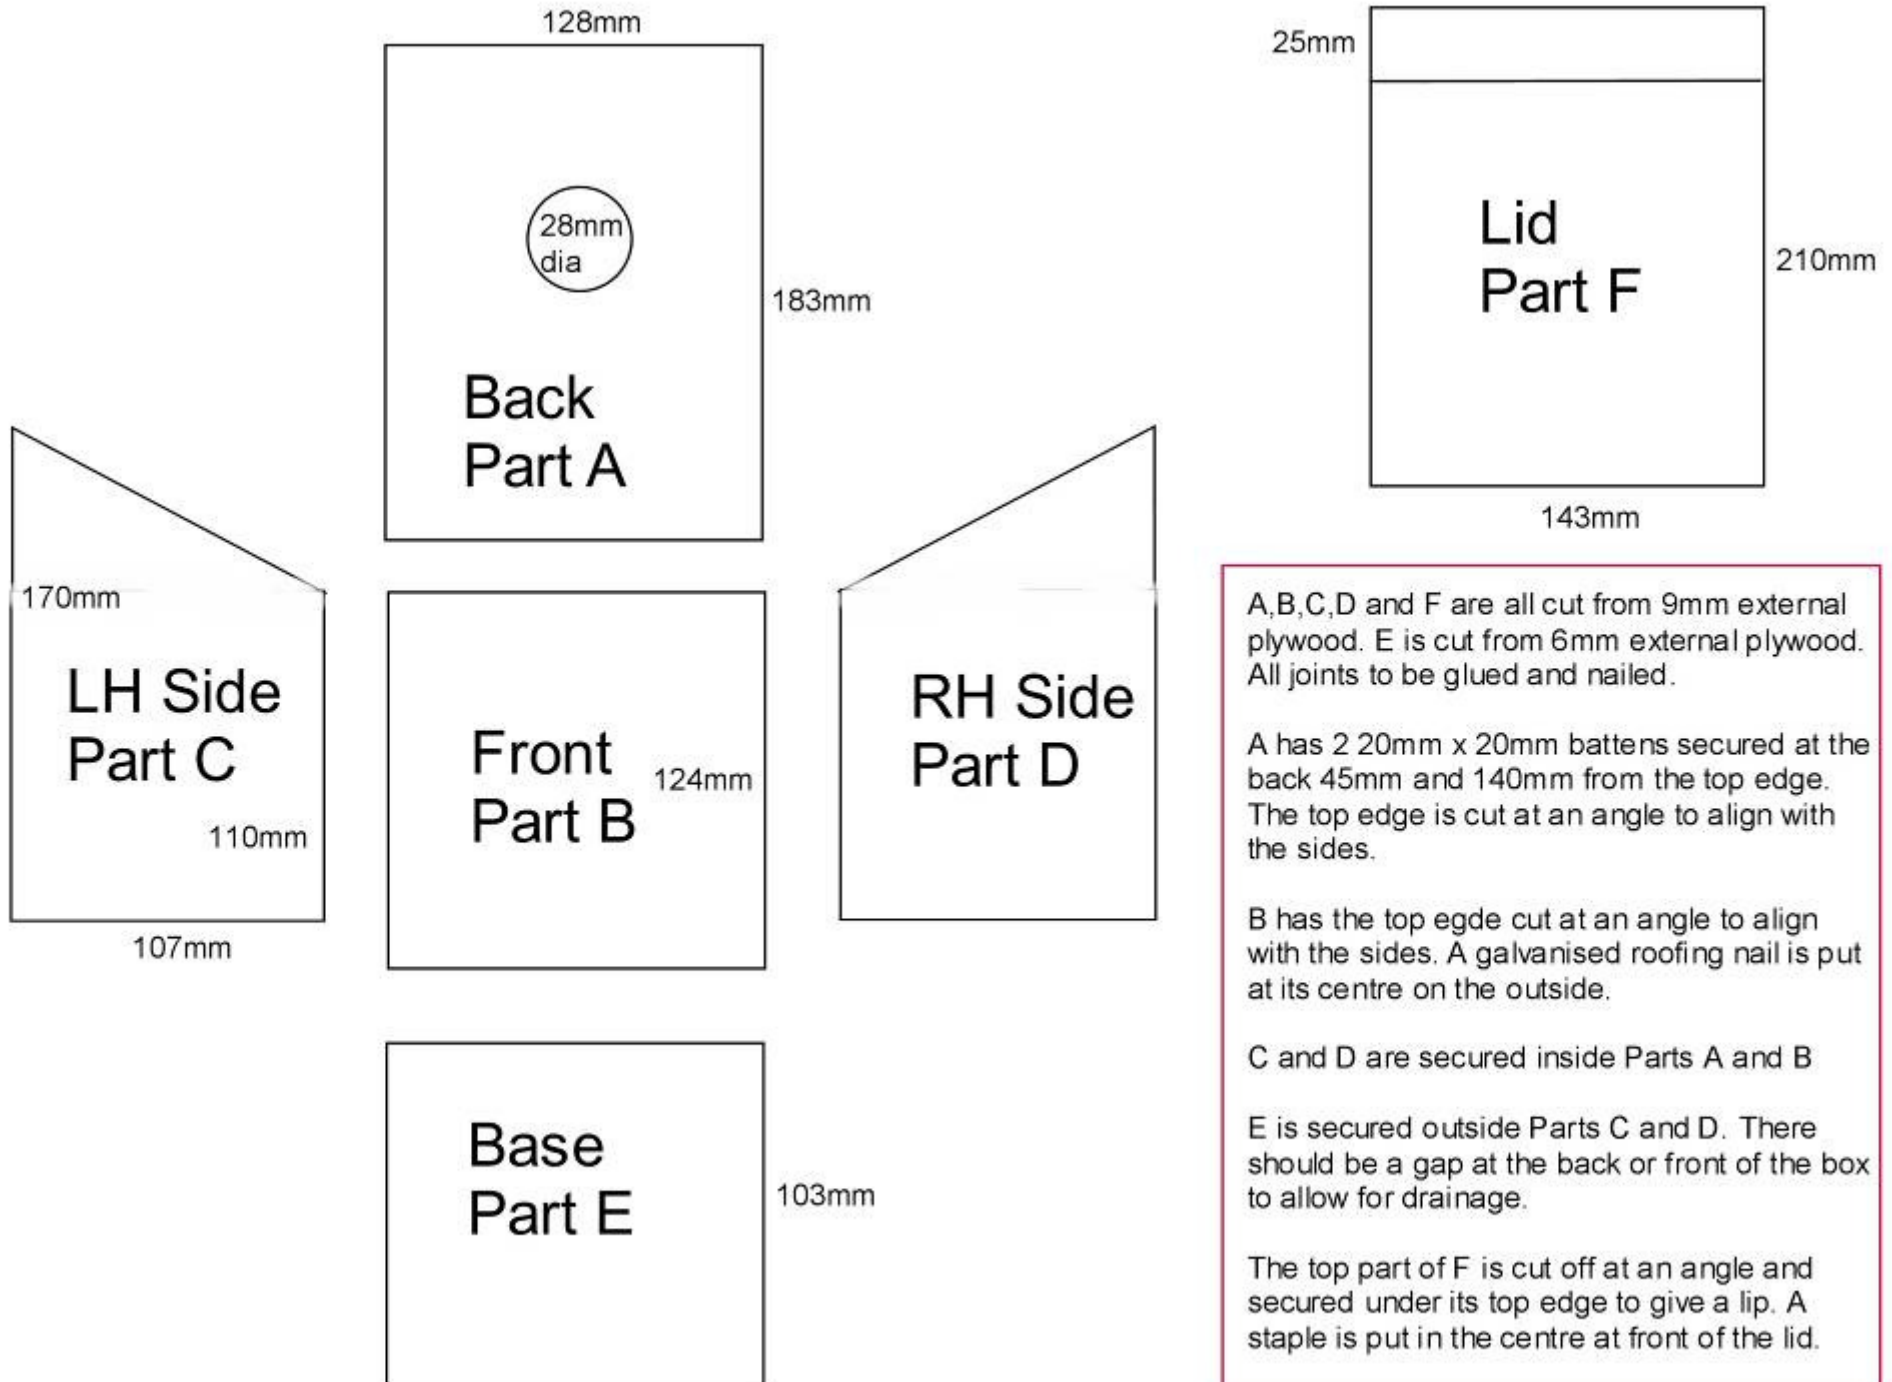 128mm
25mm
28mm
dia
183mm
Back
Part A
Lid
Part F
210mm
143mm
170mm
LH Side
Part C
110mm
107mm
Front
Part B
124mm
RH Side
Part D
Base
Part E
103mm
A,B,C,D and F are all cut from 9mm external
plywood. E is cut from 6mm external plywood.
All joints to be glued and nailed.
A has 2 20mm x 20mm battens secured at the
back 45mm and 140mm from the top edge.
The top edge is cut at an angle to align with
the sides.
B has the top egde cut at an angle to align
with the sides. A galvanised roofing nail is put
at its centre on the outside.
C and D are secured inside Parts A and B
E is secured outside Parts C and D. There
should be a gap at the back or front of the box
to allow for drainage.
The top part of F is cut off at an angle and
secured under its top edge to give a lip. A
staple is put in the centre at front of the lid.